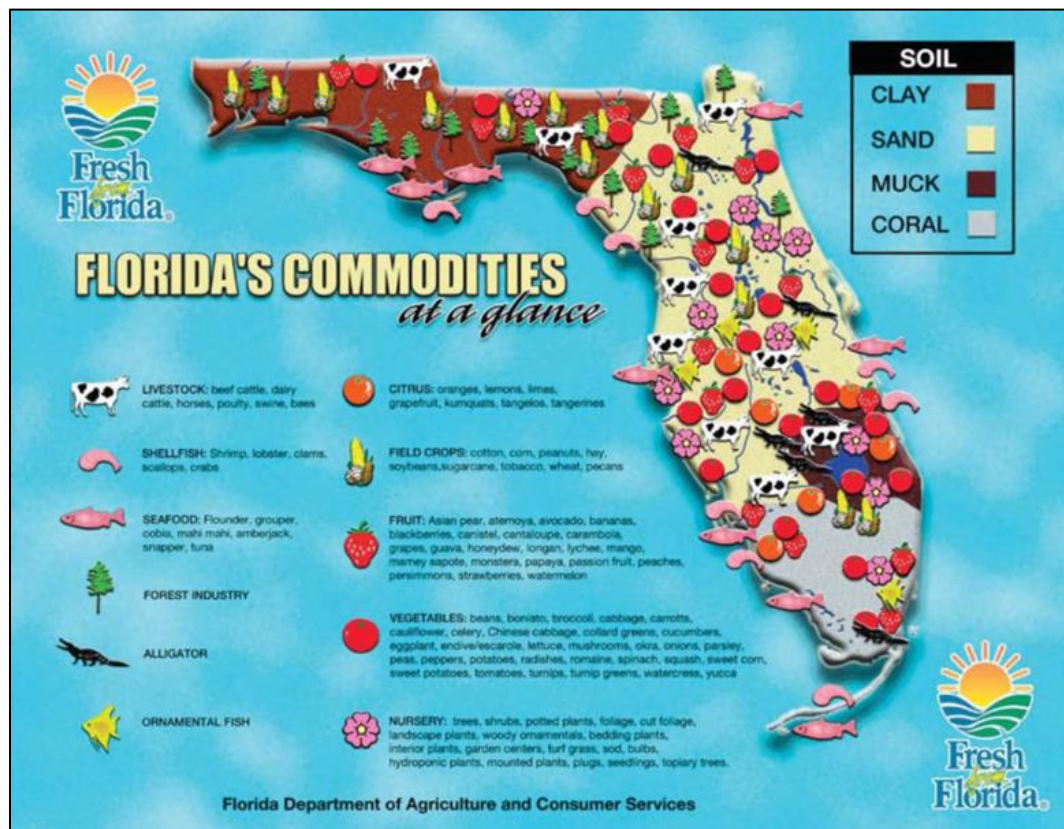 Fresh
from
Florida®
SOIL
CLAY
SAND
MUCK
CORAL
FLORIDA'S COMMODITIES
at a glance
LIVESTOCK: beef cattle, dairy
cattle, horses, poulty, swine, bees
SHELLFISH: Shrimp, lobster, clams,
scallops, crabs
SEAFOOD: Flounder, grouper,
cobia, mahi mahi, amberjack,
snapper, tuna
FOREST INDUSTRY
ALLIGATOR
ORNAMENTAL FISH
CITRUS: oranges, lemons, limes,
grapefruit, kumquats, tangelos, tangerines
FIELD CROPS: cotton, corn, peanuts, hay,
soybeans,sugarcane, tobacco, wheat, pecans
FRUIT: Asian pear, atemoya, avocado, bananas,
blackberries, canistel, cantaloupe, carambola,
grapes, guava, honeydew, longan, lychee, mango,
mamey sapote, monstera, papaya, passion fruit, peaches,
persimmons, strawberries, watermelon
VEGETABLES: beans, boniato, broccoli, cabbage, carrotts,
cauliflower, celery, Chinese cabbage, collard greens, cucumbers,
eggplant, endive/escarole, lettuce, mushrooms, okra, onions, parsley,
peas, peppers, potatoes, radishes, romaine, spinach, squash, sweet corn,
sweet potatoes, tomatoes, turnips, turnip greens, watercress, yucca
NURSERY: trees, shrubs, potted plants, foliage, cut foliage,
landscape plants, woody ornamentals, bedding plants,
interior plants, garden centers, turf grass, sod, bulbs,
hydroponic plants, mounted plants, plugs, seedlings, topiary trees.
Florida Department of Agriculture and Consumer Services
Fresh
from
Florida®